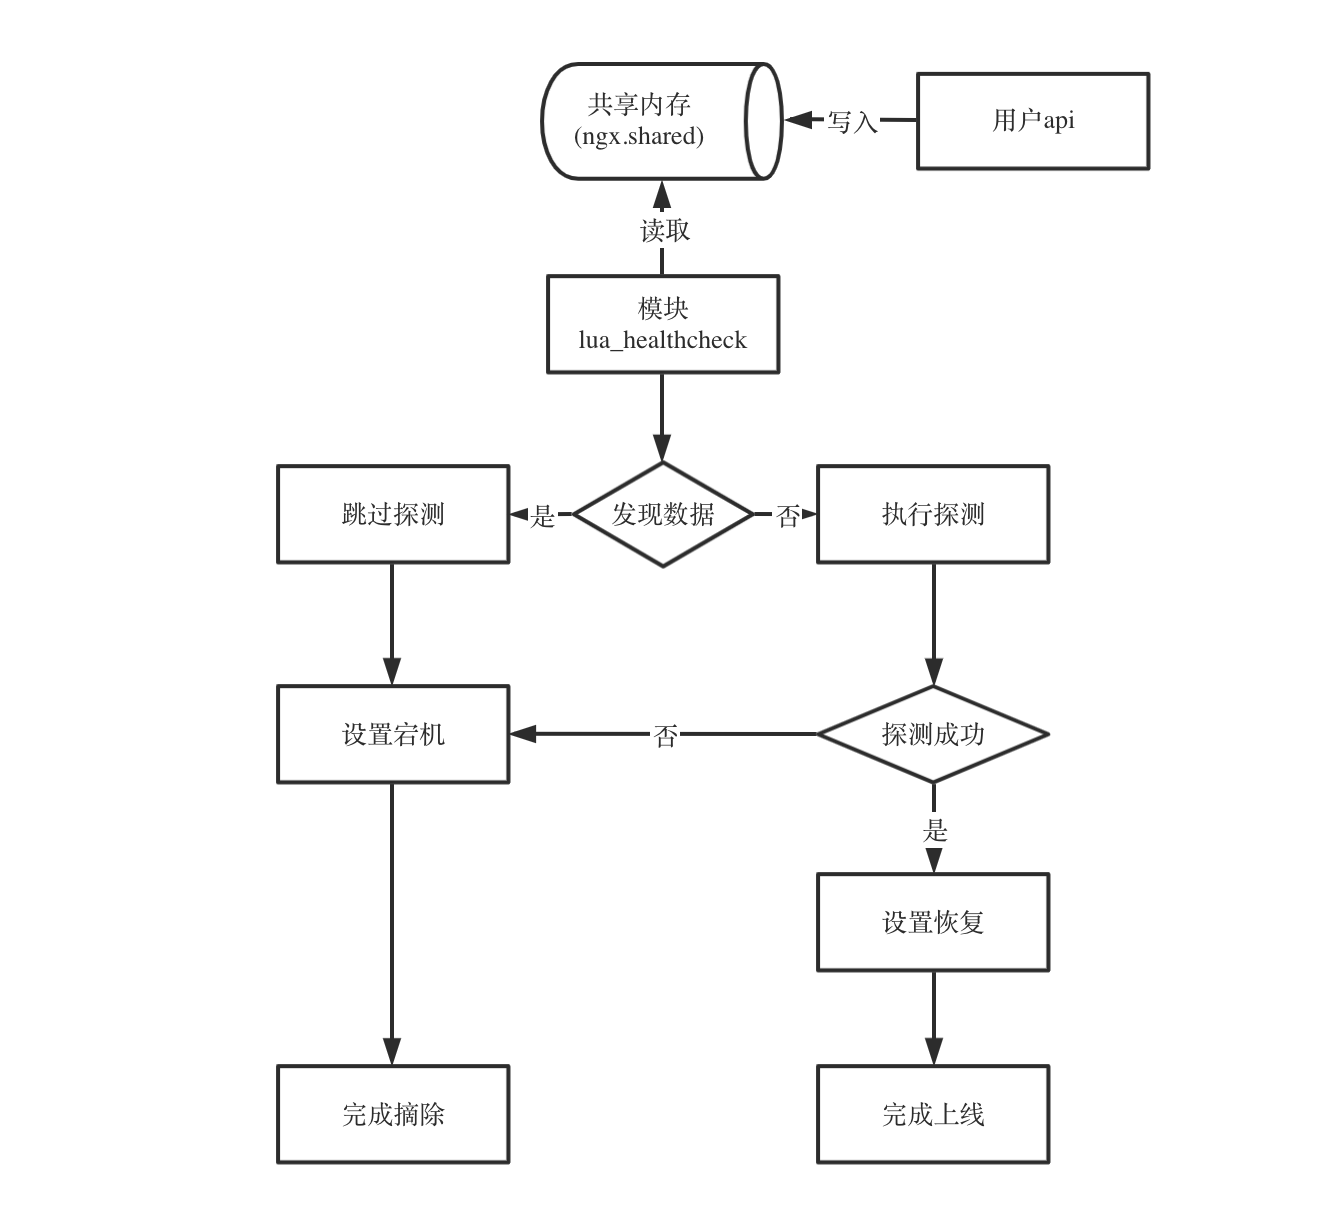 共享内存
(ngx.shared)
写入
用户api
读取
模块
lua_healthcheck
跳过探测
是
发现数据
否
执行探测
设置宕机
否
探测成功
是
设置恢复
完成摘除
完成上线